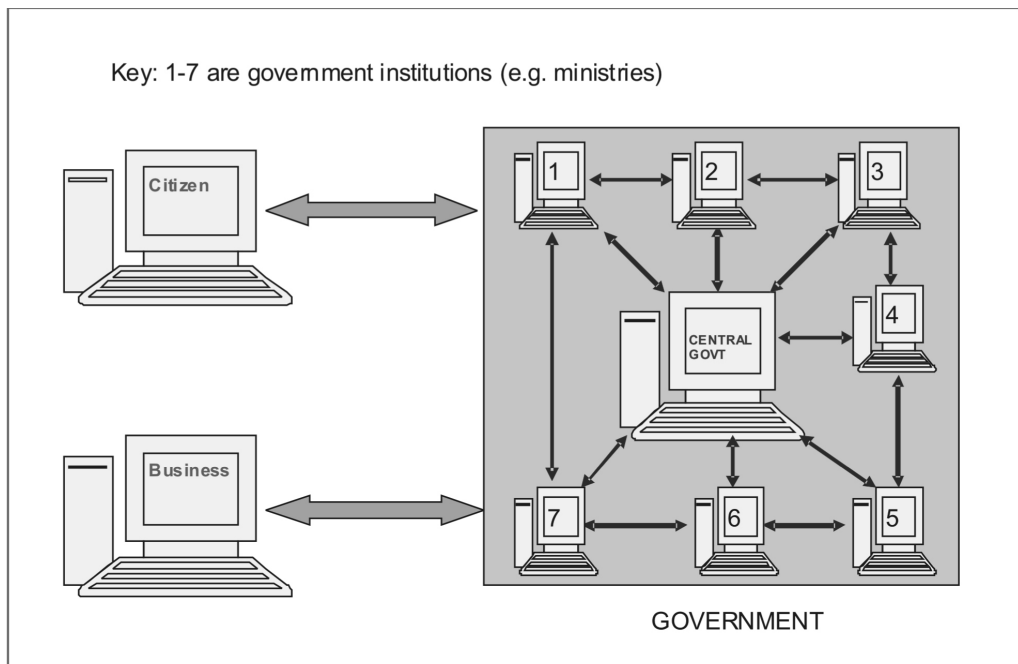 Key: 1-7 are government institutions (e.g. ministries)
Citizen
1
2
3
4
CENTRAL
GOVT
Business
7
6
5
GOVERNMENT